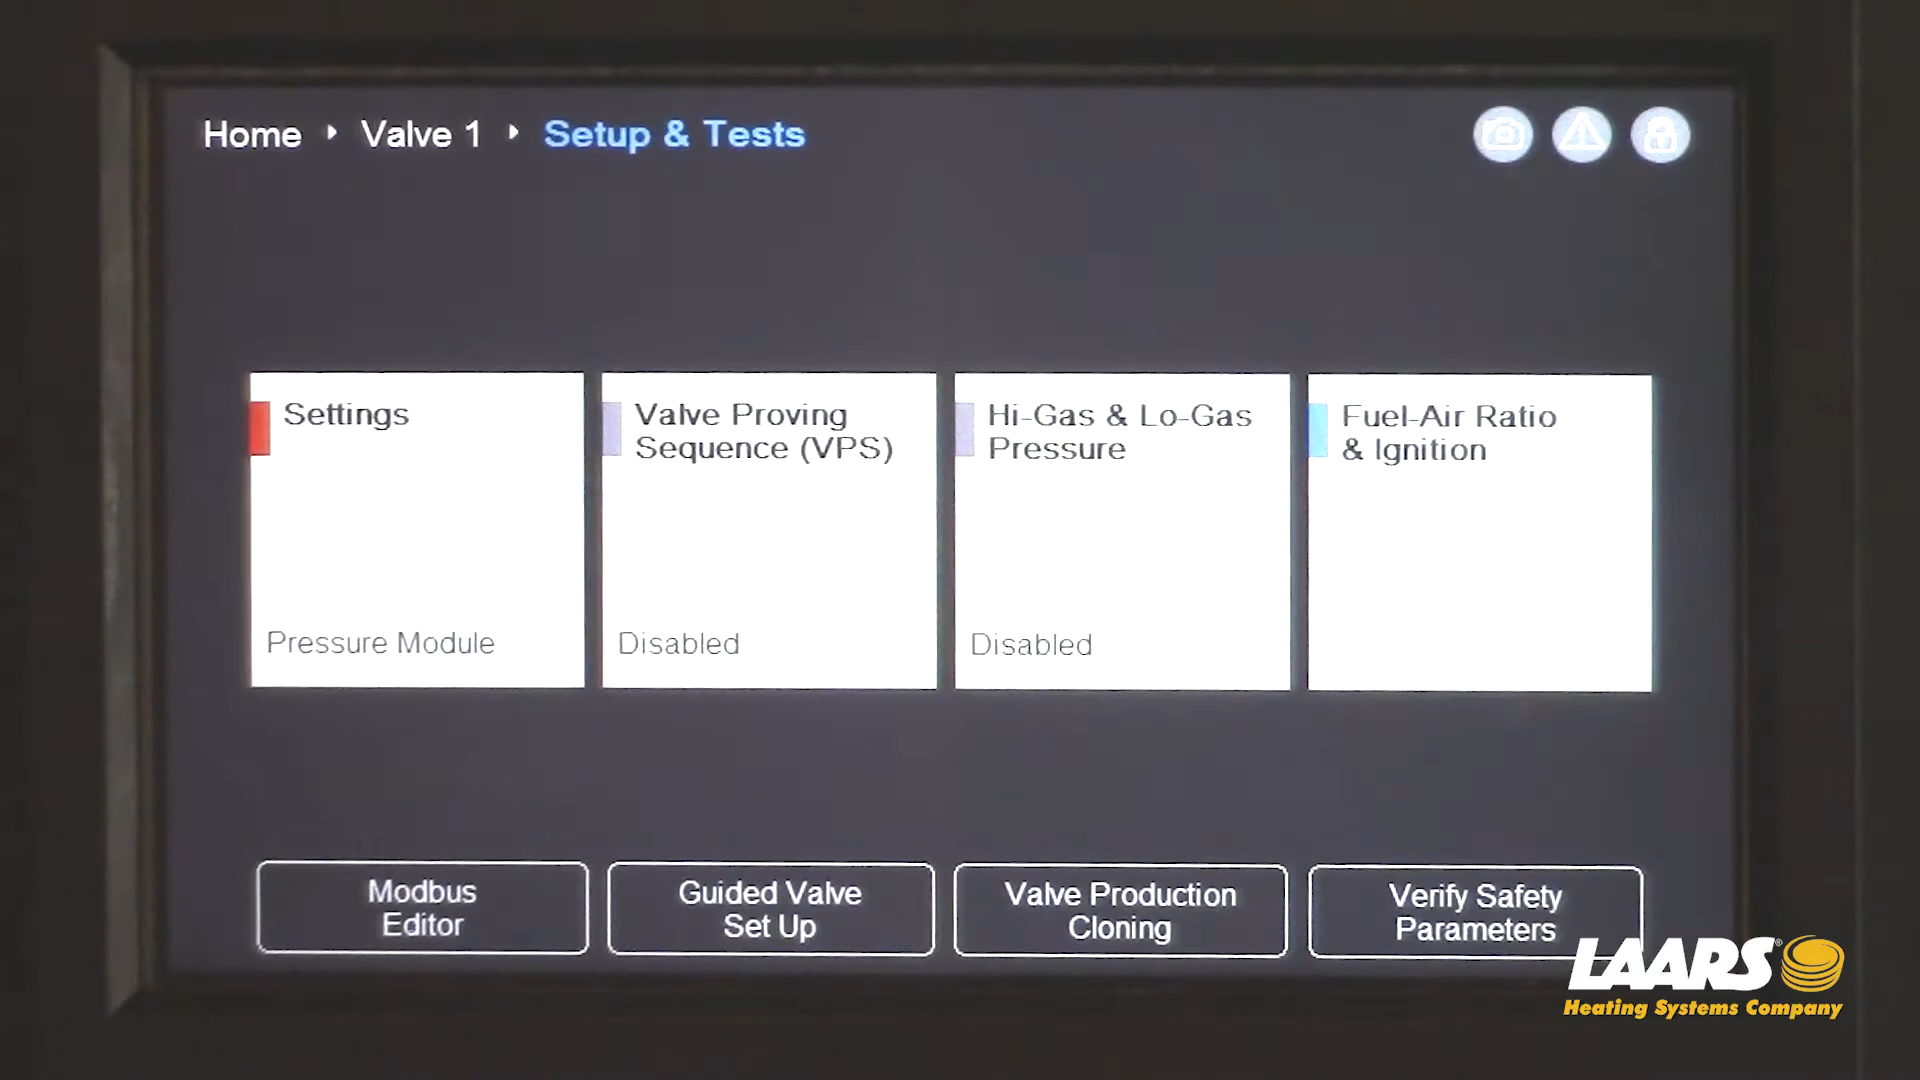 Home ‣ Valve 1 ‣ Setup & Tests
Settings
Pressure Module
Valve Proving
Sequence (VPS)
Disabled
Hi-Gas & Lo-Gas
Pressure
Disabled
Fuel-Air Ratio
& Ignition
Modbus
Editor
Guided Valve
Set Up
Valve Production
Cloning
Verify Safety
Parameters
LAARS®
Heating Systems Company